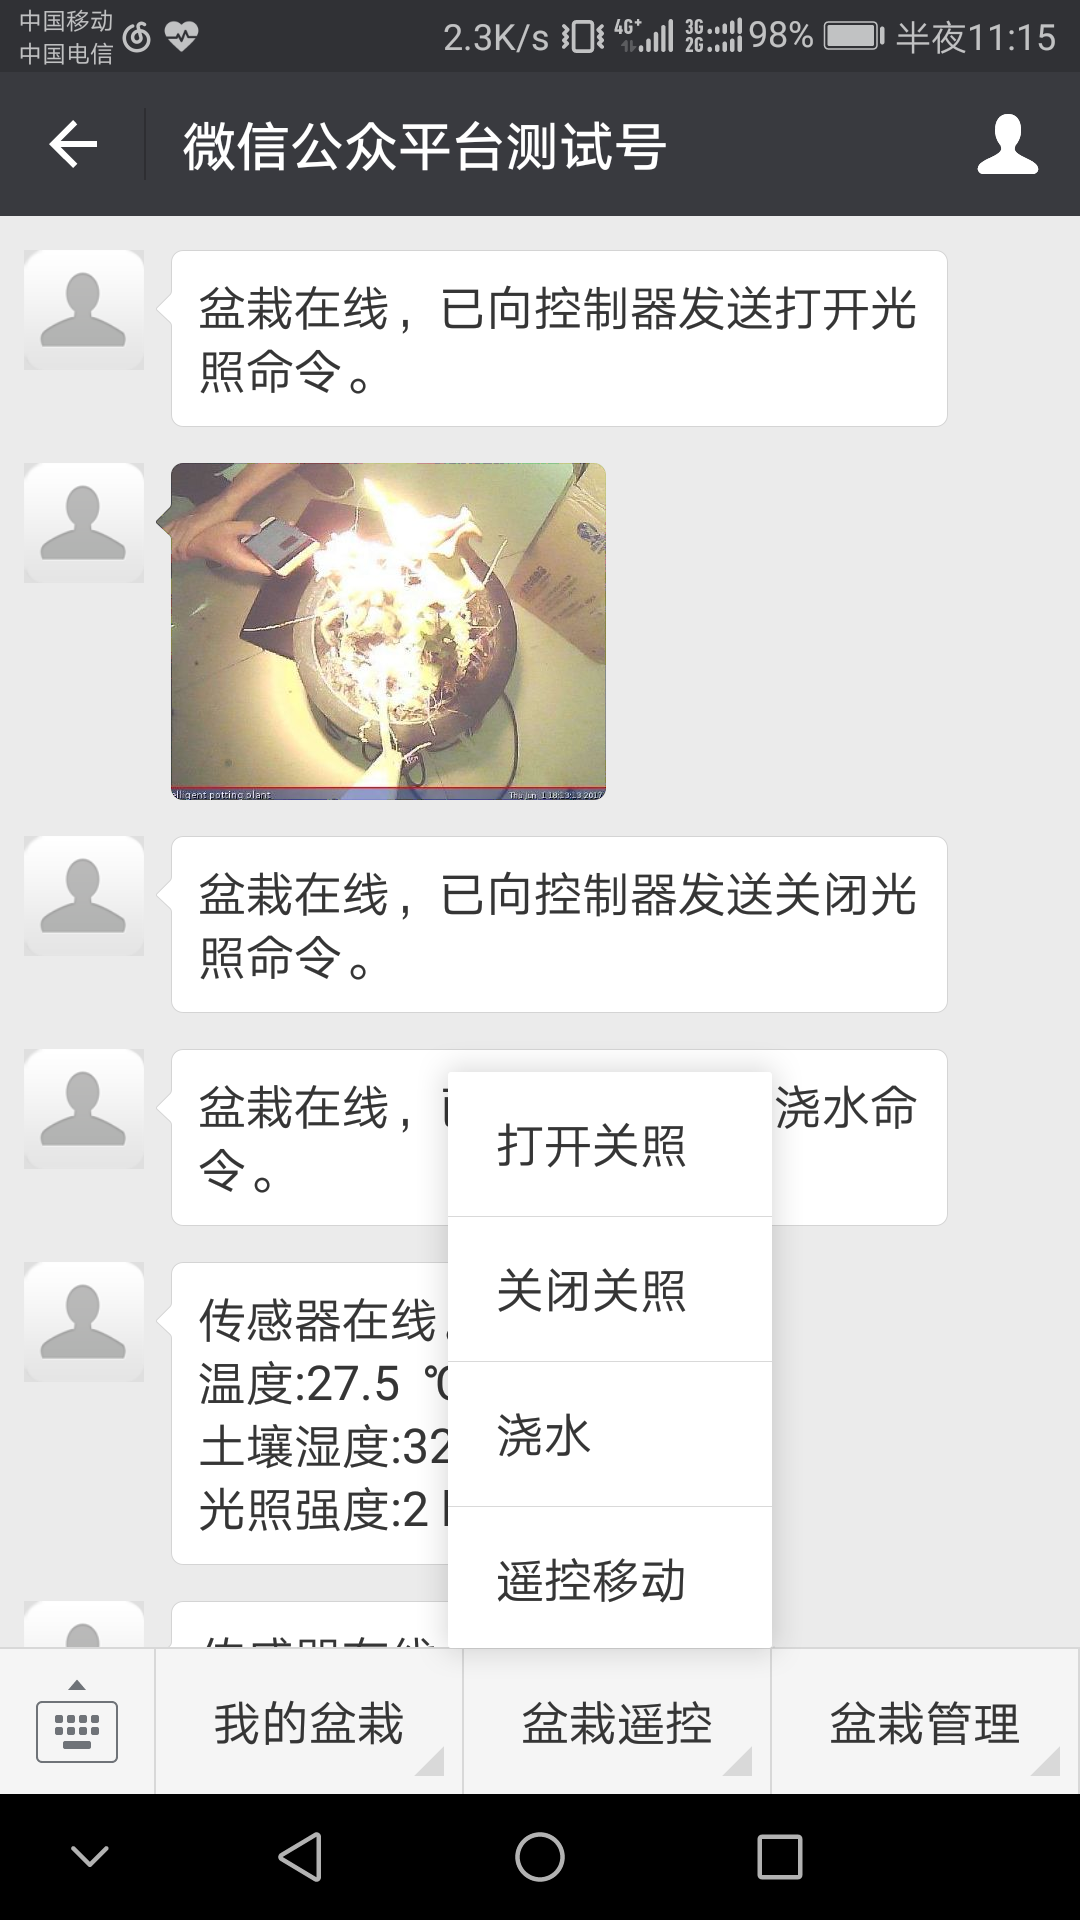 中国移动
中国电信
2.3K/s
4G+
3G
2G
98%
半夜11:15
微信公众平台测试号
盆栽在线，已向控制器发送打开光
照命令。
elligent potting plant
Thu Jun 1 18:13:13 2017
盆栽在线，已向控制器发送关闭光
照命令。
盆栽在线，
浇水命
令。
传感器在线
温度:27.5 ℃
土壤湿度:32
光照强度:2
传感器在线
打开关照
关闭关照
浇水
遥控移动
我的盆栽
盆栽遥控
盆栽管理